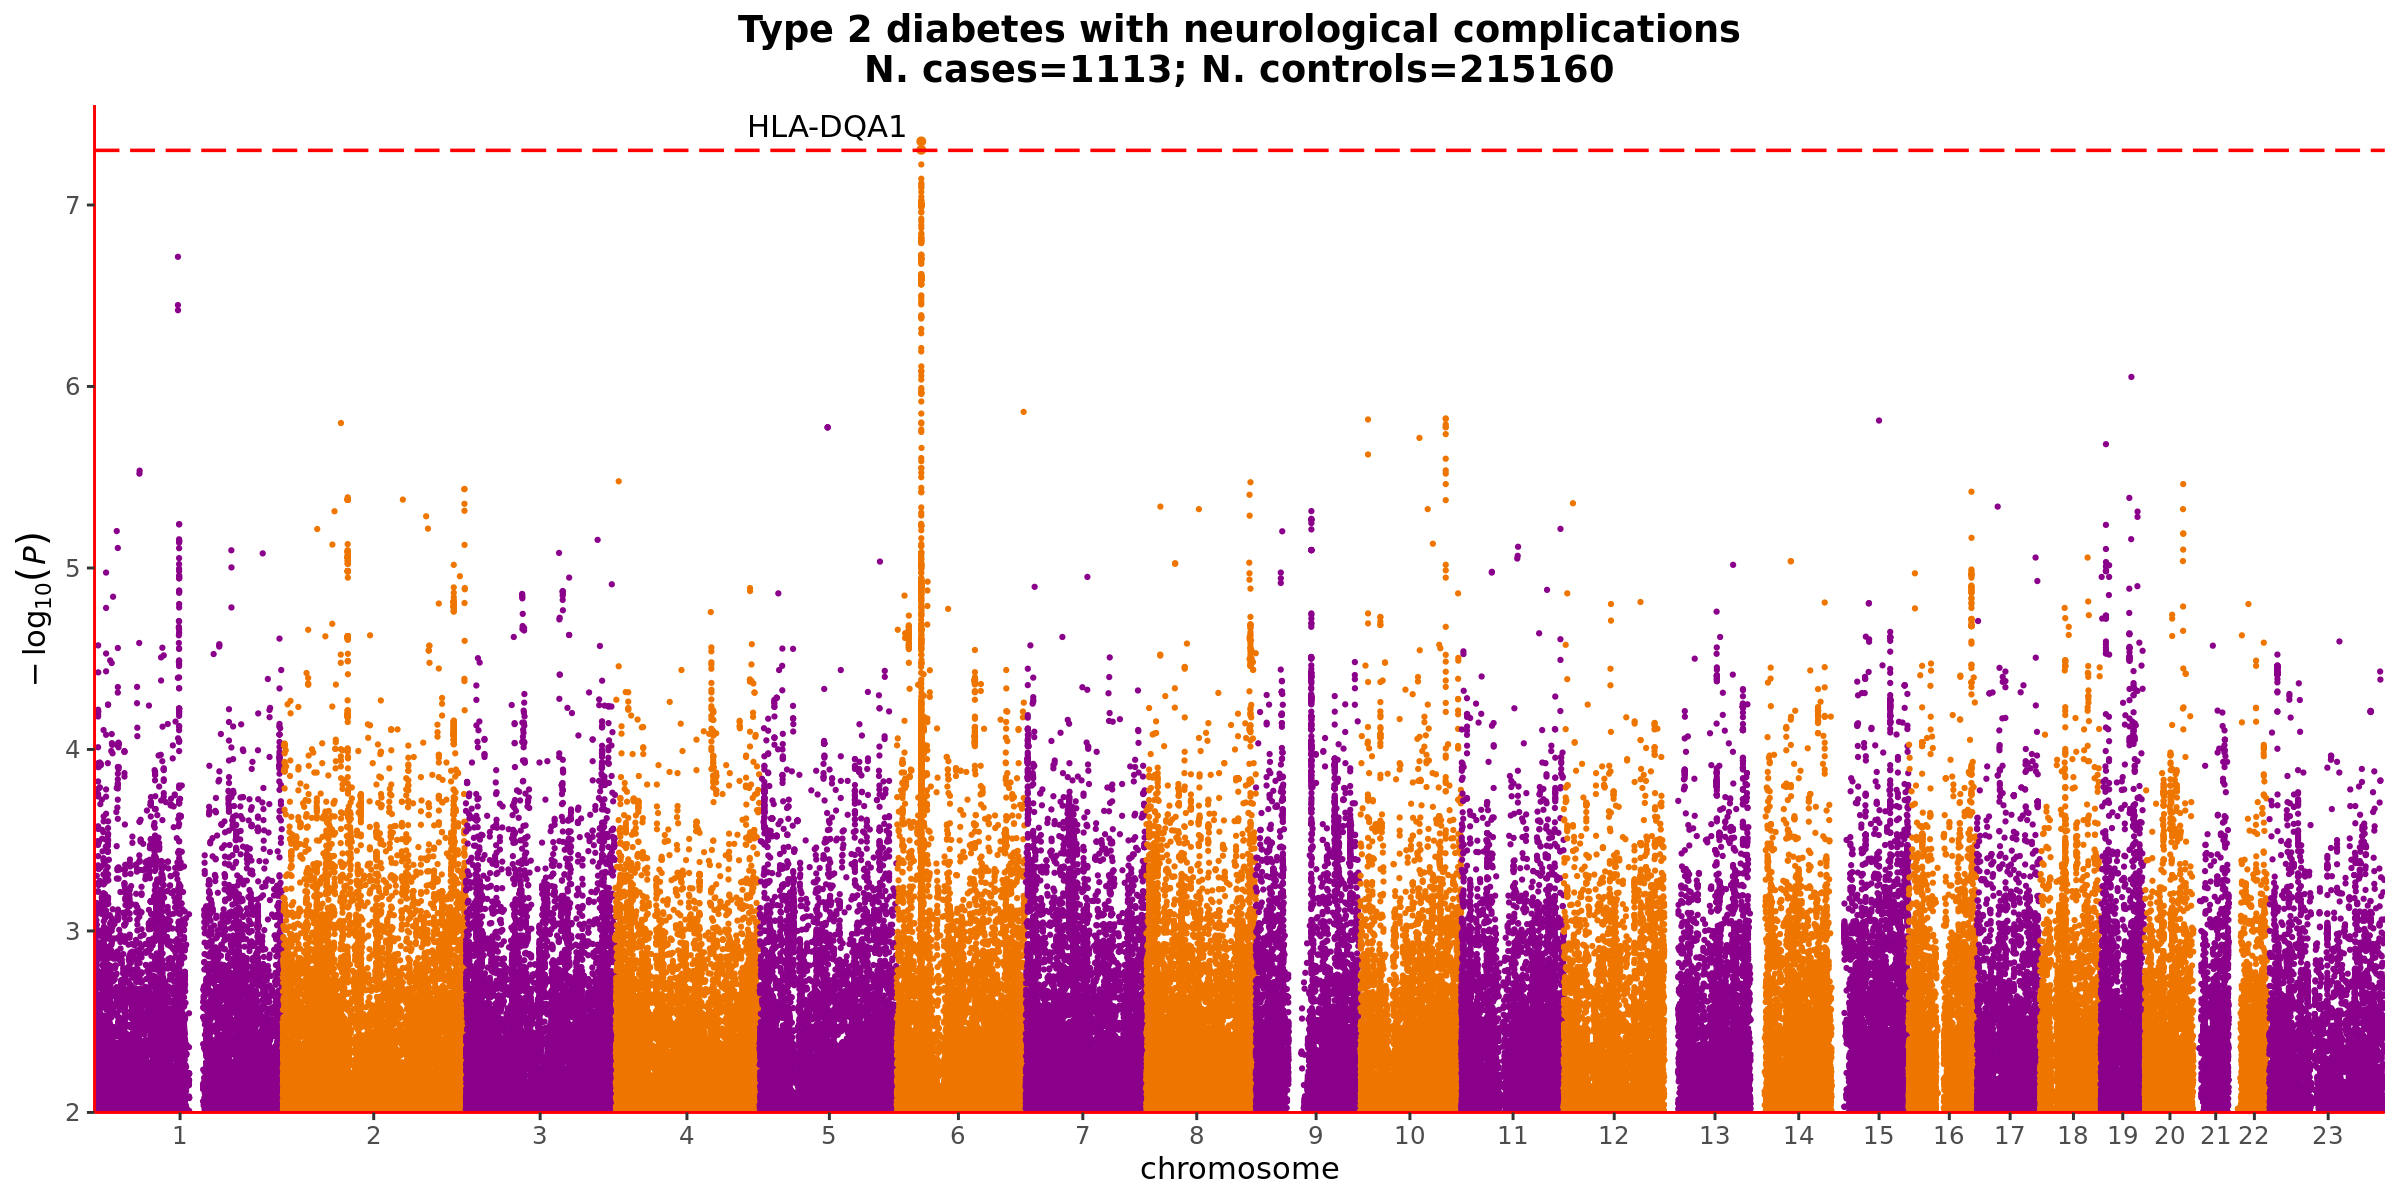 Type 2 diabetes with neurological complications
N. cases=1113; N. controls=215160
HLA-DQA1
7
6
5
4
3
2
−log₁₀(P)
1 2 3 4 5 6 7 8 9 10 11 12 13 14 15 16 17 18 19 20 21 22 23
chromosome